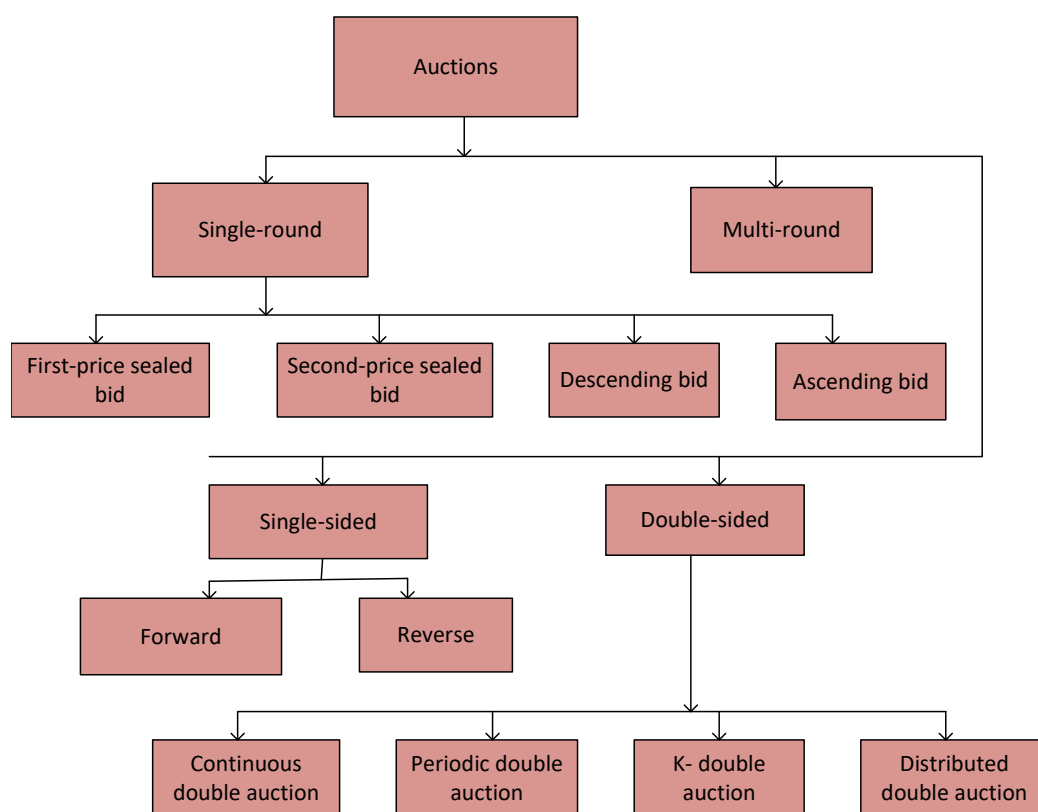 Auctions
Single-round
Multi-round
First-price sealed
bid
Second-price sealed
bid
Descending bid
Ascending bid
Single-sided
Double-sided
Forward
Reverse
Continuous
double auction
Periodic double
auction
K- double
auction
Distributed
double auction